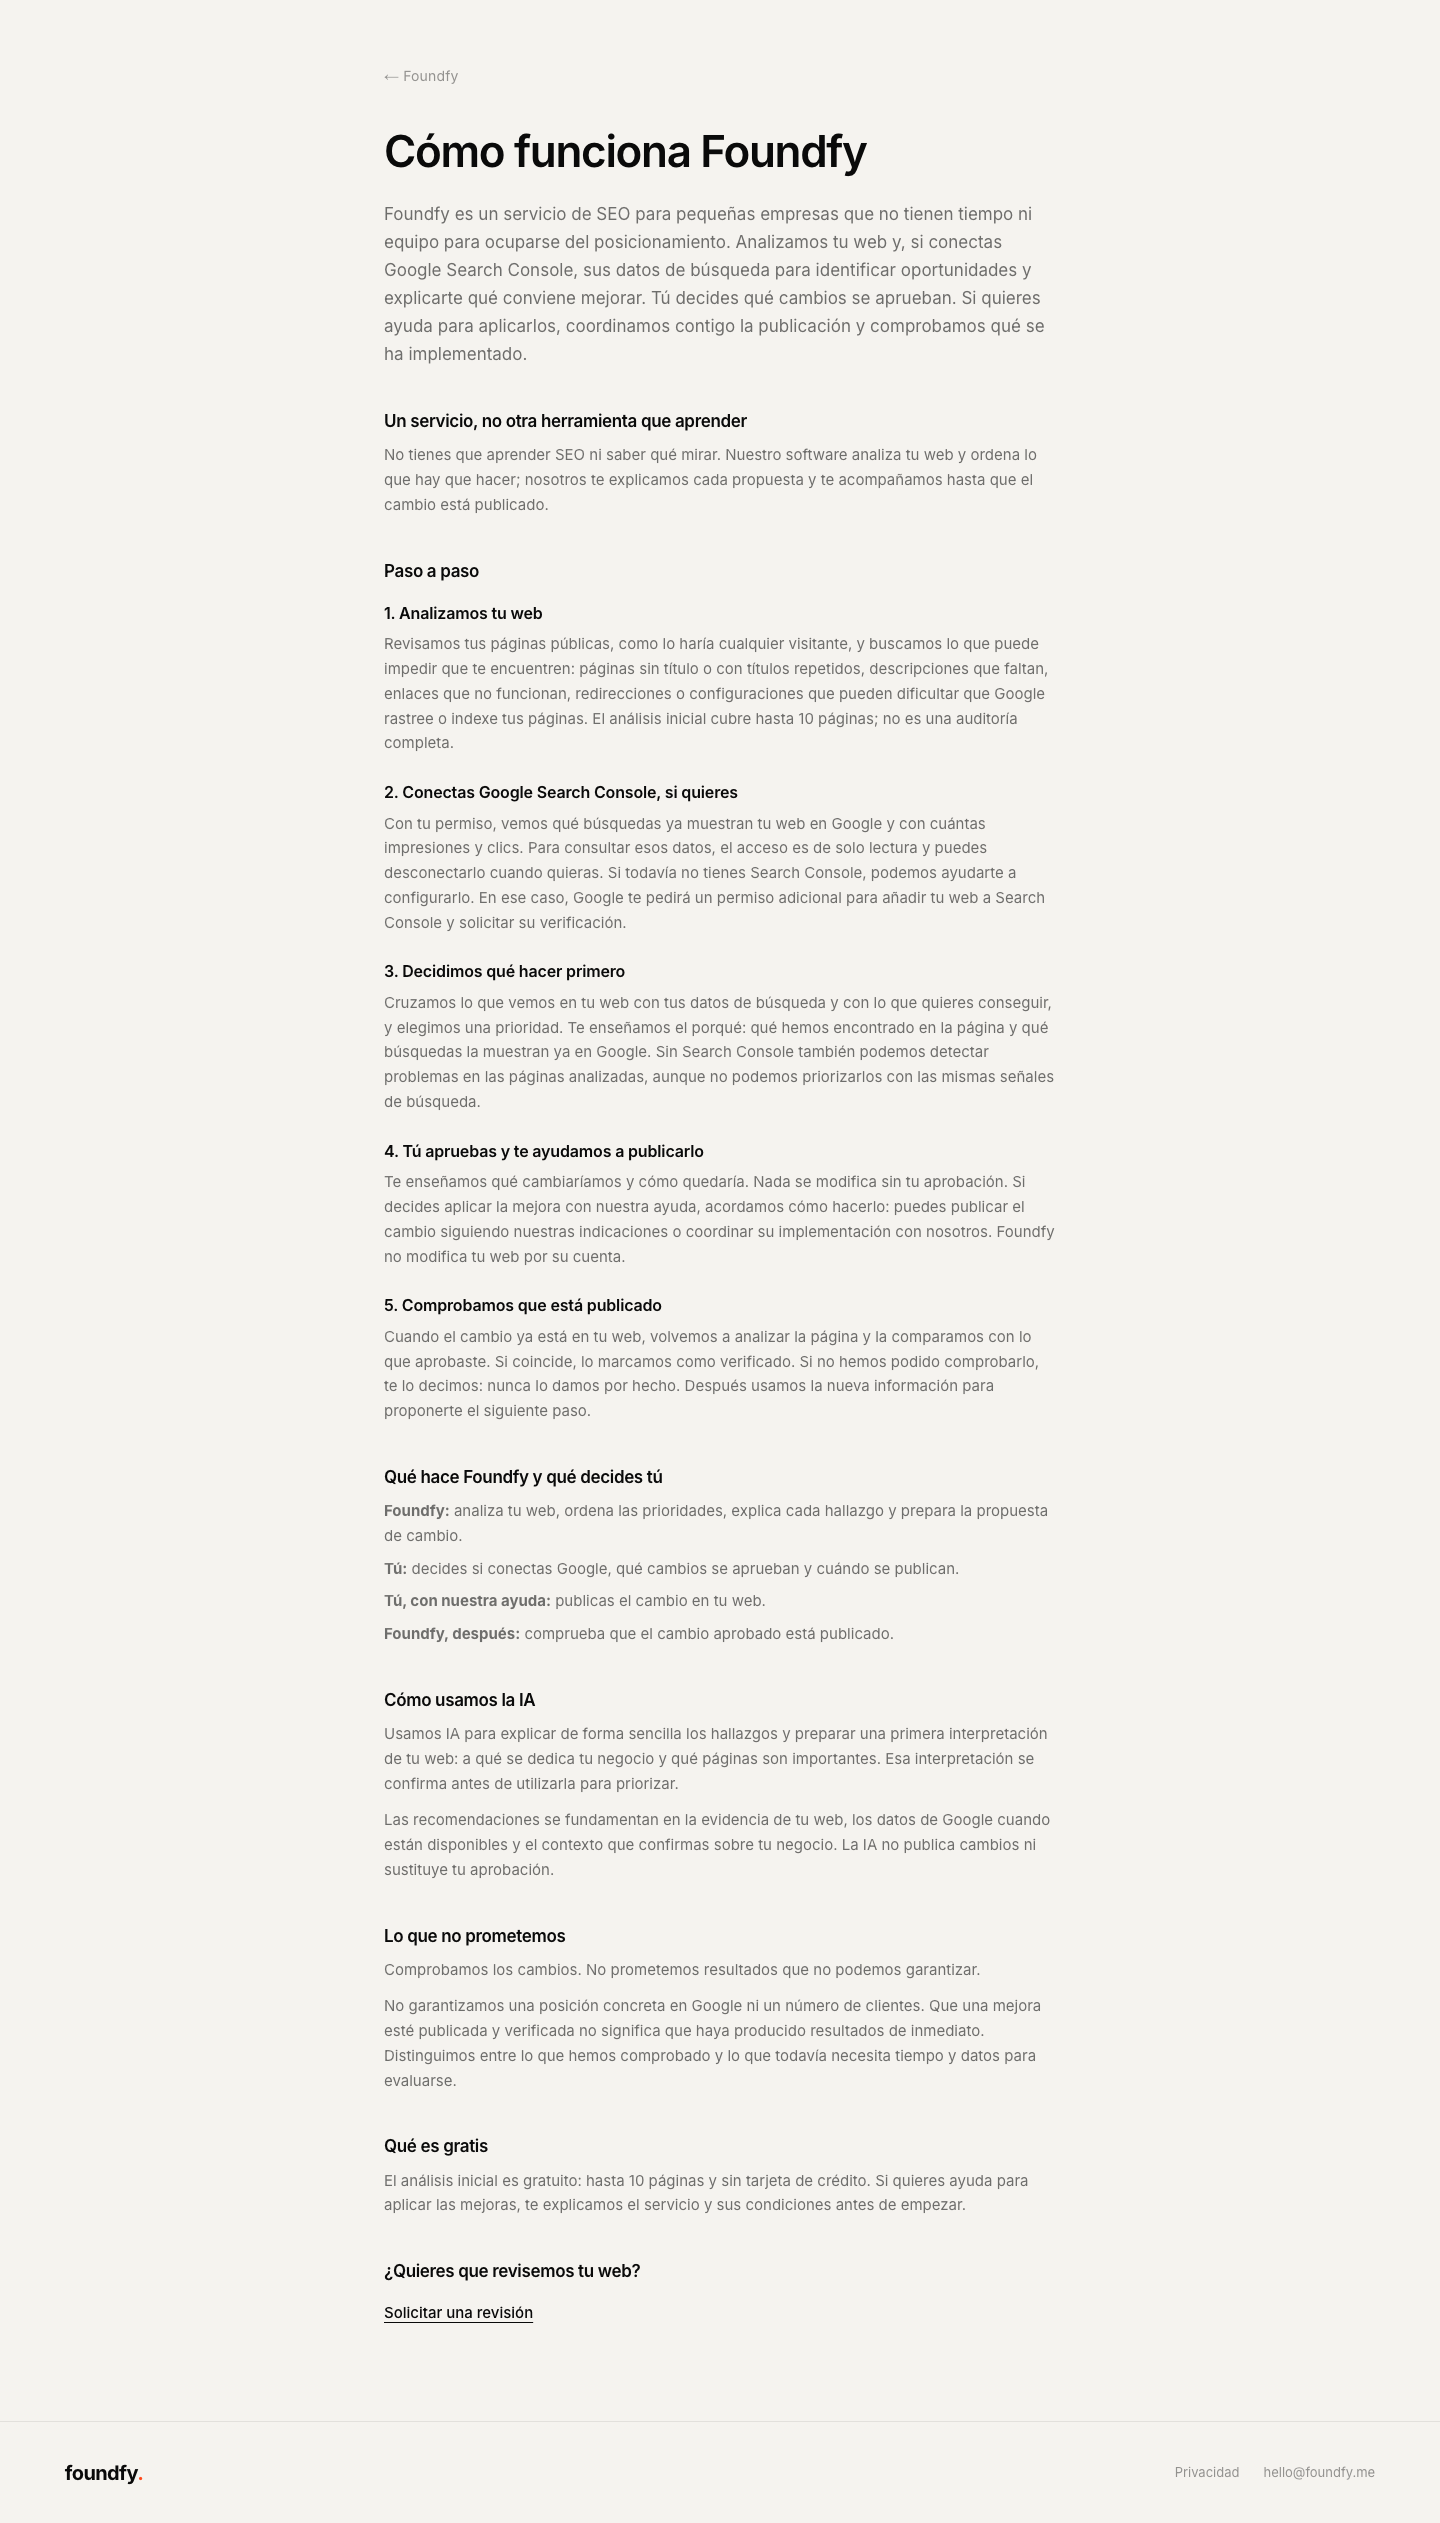 ← Foundfy
Cómo funciona Foundfy
Foundfy es un servicio de SEO para pequeñas empresas que no tienen tiempo ni
equipo para ocuparse del posicionamiento. Analizamos tu web y, si conectas
Google Search Console, sus datos de búsqueda para identificar oportunidades y
explicarte qué conviene mejorar. Tú decides qué cambios se aprueban. Si quieres
ayuda para aplicarlos, coordinamos contigo la publicación y comprobamos qué se
ha implementado.
Un servicio, no otra herramienta que aprender
No tienes que aprender SEO ni saber qué mirar. Nuestro software analiza tu web y ordena lo
que hay que hacer; nosotros te explicamos cada propuesta y te acompañamos hasta que el
cambio está publicado.
Paso a paso
1. Analizamos tu web
Revisamos tus páginas públicas, como lo haría cualquier visitante, y buscamos lo que puede
impedir que te encuentren: páginas sin título o con títulos repetidos, descripciones que faltan,
enlaces que no funcionan, redirecciones o configuraciones que pueden dificultar que Google
rastree o indexe tus páginas. El análisis inicial cubre hasta 10 páginas; no es una auditoría
completa.
2. Conectas Google Search Console, si quieres
Con tu permiso, vemos qué búsquedas ya muestran tu web en Google y con cuántas
impresiones y clics. Para consultar esos datos, el acceso es de solo lectura y puedes
desconectarlo cuando quieras. Si todavía no tienes Search Console, podemos ayudarte a
configurarlo. En ese caso, Google te pedirá un permiso adicional para añadir tu web a Search
Console y solicitar su verificación.
3. Decidimos qué hacer primero
Cruzamos lo que vemos en tu web con tus datos de búsqueda y con lo que quieres conseguir,
y elegimos una prioridad. Te enseñamos el porqué: qué hemos encontrado en la página y qué
búsquedas la muestran ya en Google. Sin Search Console también podemos detectar
problemas en las páginas analizadas, aunque no podemos priorizarlos con las mismas señales
de búsqueda.
4. Tú apruebas y te ayudamos a publicarlo
Te enseñamos qué cambiaríamos y cómo quedaría. Nada se modifica sin tu aprobación. Si
decides aplicar la mejora con nuestra ayuda, acordamos cómo hacerlo: puedes publicar el
cambio siguiendo nuestras indicaciones o coordinar su implementación con nosotros. Foundfy
no modifica tu web por su cuenta.
5. Comprobamos que está publicado
Cuando el cambio ya está en tu web, volvemos a analizar la página y la comparamos con lo
que aprobaste. Si coincide, lo marcamos como verificado. Si no hemos podido comprobarlo,
te lo decimos: nunca lo damos por hecho. Después usamos la nueva información para
proponerte el siguiente paso.
Qué hace Foundfy y qué decides tú
Foundfy: analiza tu web, ordena las prioridades, explica cada hallazgo y prepara la propuesta
de cambio.
Tú: decides si conectas Google, qué cambios se aprueban y cuándo se publican.
Tú, con nuestra ayuda: publicas el cambio en tu web.
Foundfy, después: comprueba que el cambio aprobado está publicado.
Cómo usamos la IA
Usamos IA para explicar de forma sencilla los hallazgos y preparar una primera interpretación
de tu web: a qué se dedica tu negocio y qué páginas son importantes. Esa interpretación se
confirma antes de utilizarla para priorizar.
Las recomendaciones se fundamentan en la evidencia de tu web, los datos de Google cuando
están disponibles y el contexto que confirmas sobre tu negocio. La IA no publica cambios ni
sustituye tu aprobación.
Lo que no prometemos
Comprobamos los cambios. No prometemos resultados que no podemos garantizar.
No garantizamos una posición concreta en Google ni un número de clientes. Que una mejora
esté publicada y verificada no significa que haya producido resultados de inmediato.
Distinguimos entre lo que hemos comprobado y lo que todavía necesita tiempo y datos para
evaluarse.
Qué es gratis
El análisis inicial es gratuito: hasta 10 páginas y sin tarjeta de crédito. Si quieres ayuda para
aplicar las mejoras, te explicamos el servicio y sus condiciones antes de empezar.
¿Quieres que revisemos tu web?
Solicitar una revisión
foundfy.
Privacidad hello@foundfy.me